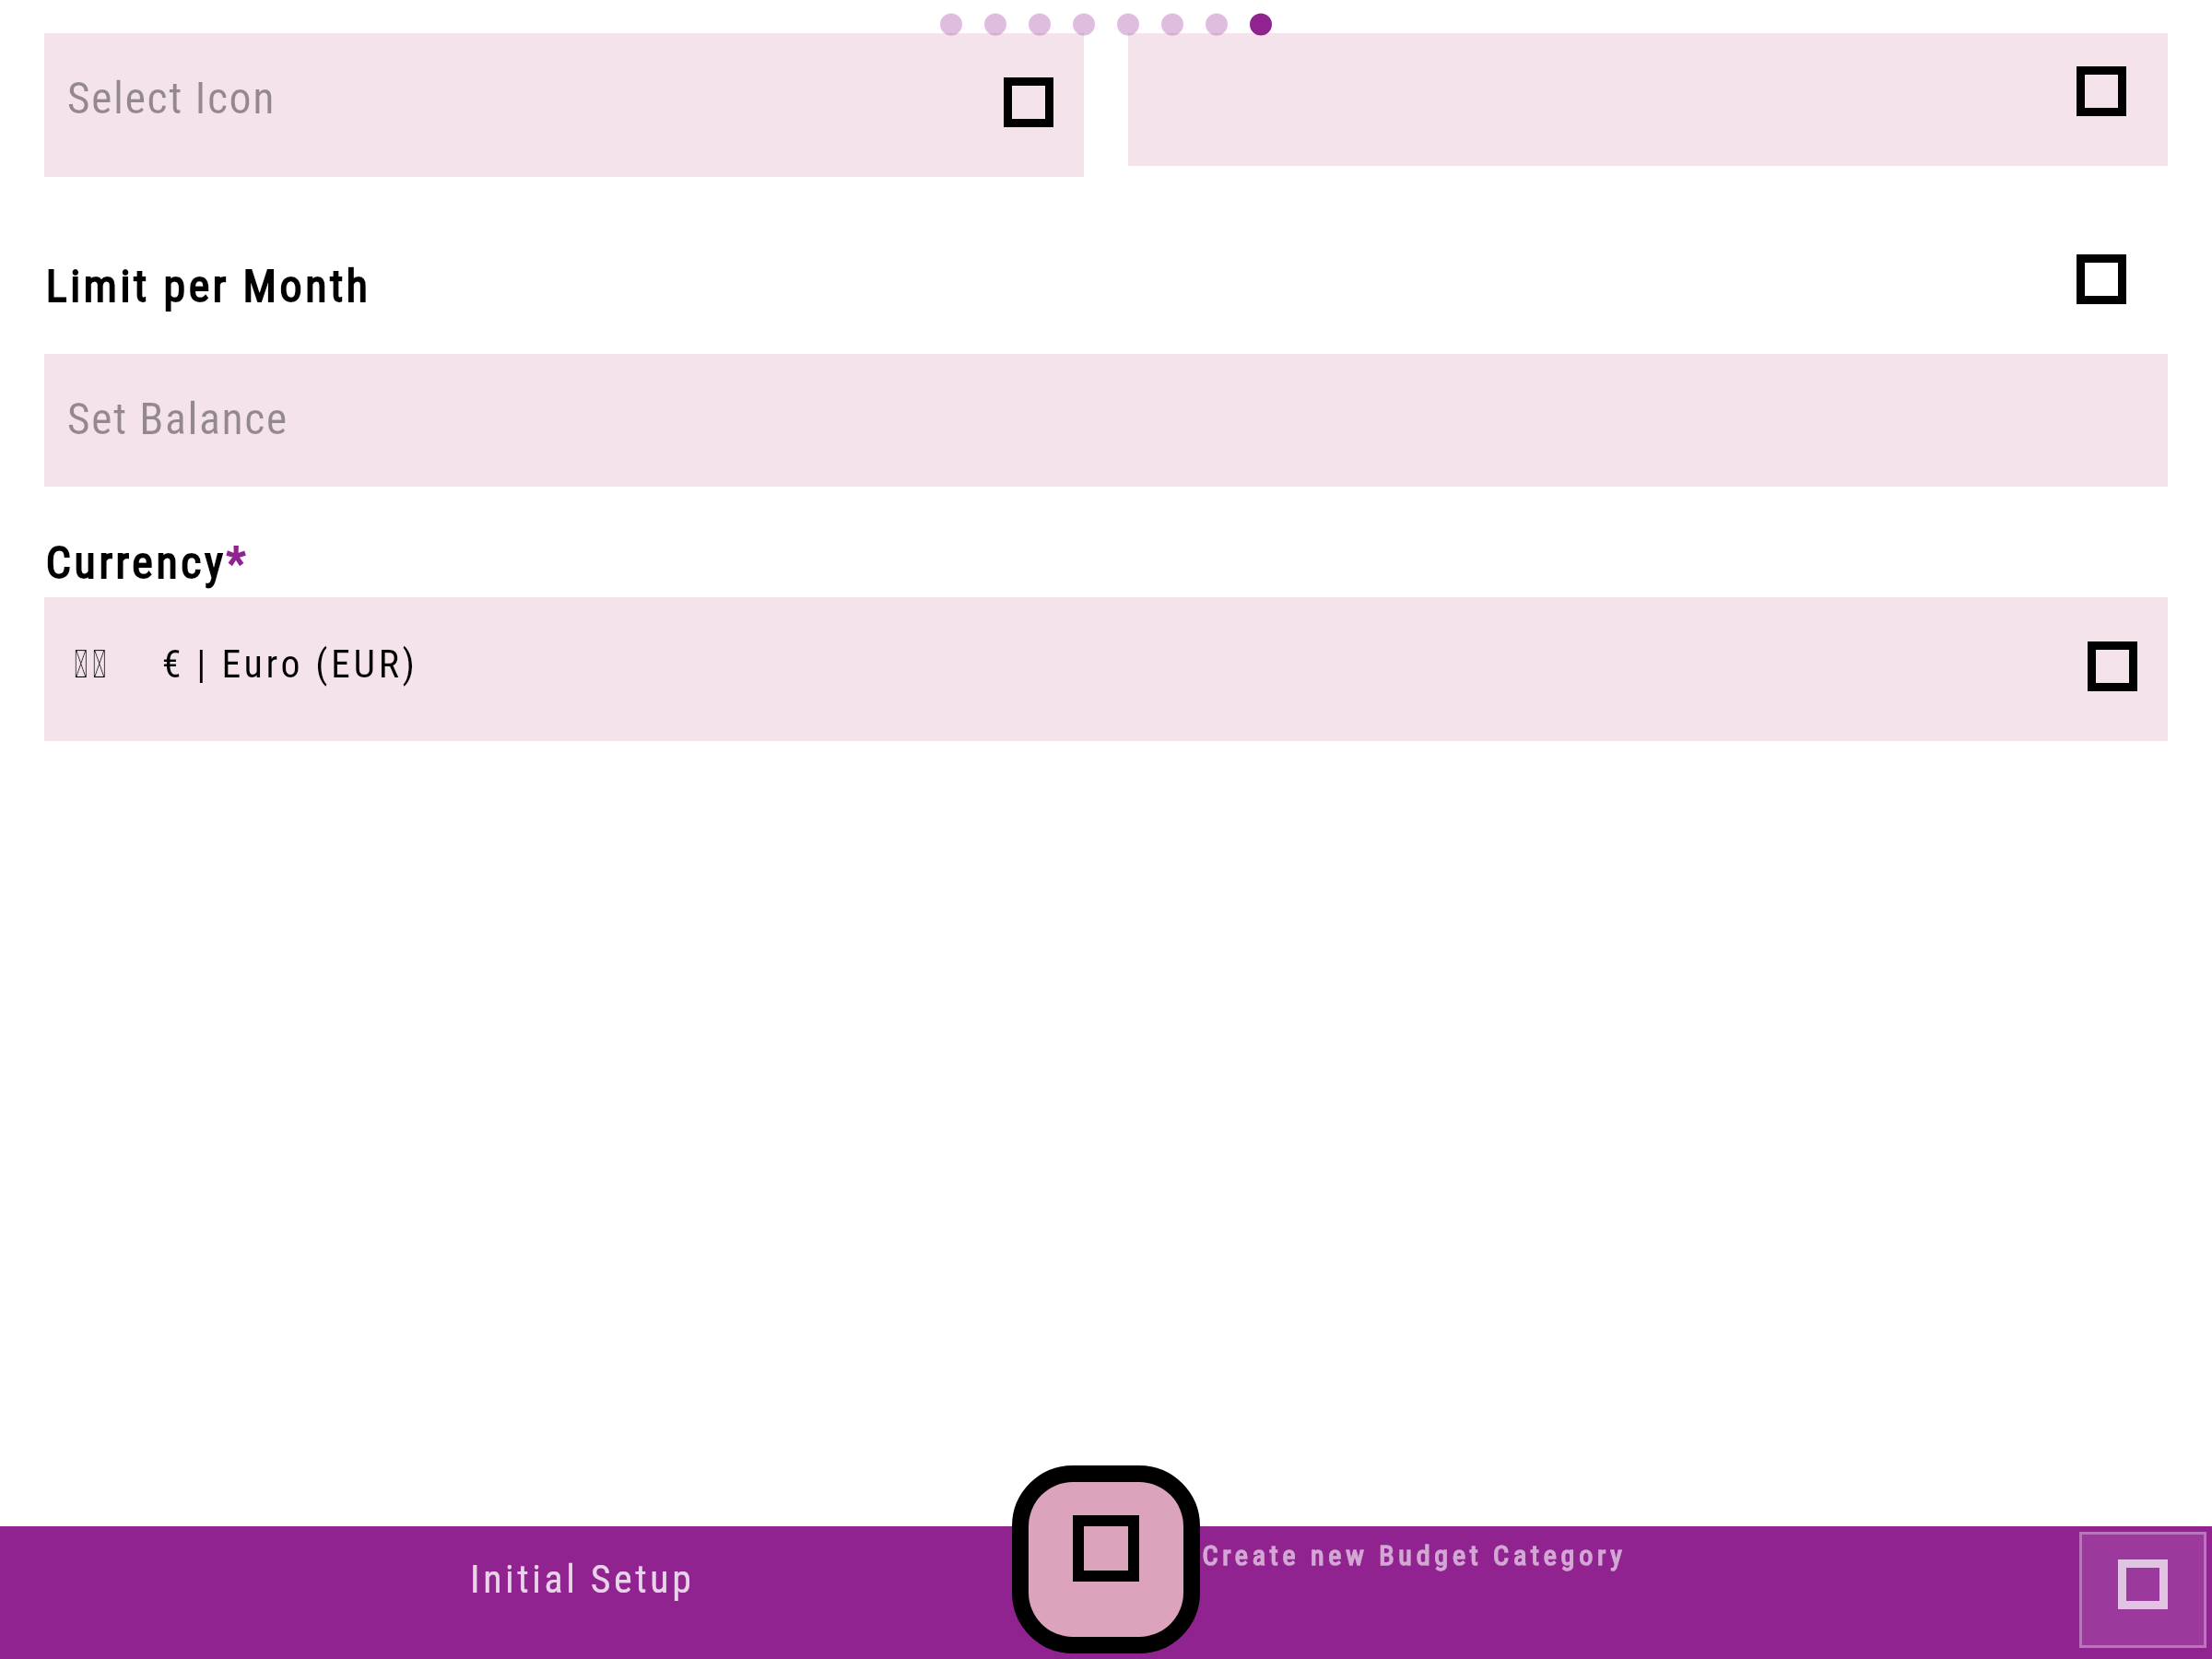 Select Icon
Limit per Month
Set Balance
Currency*
€ | Euro (EUR)
Initial Setup
Create new Budget Category